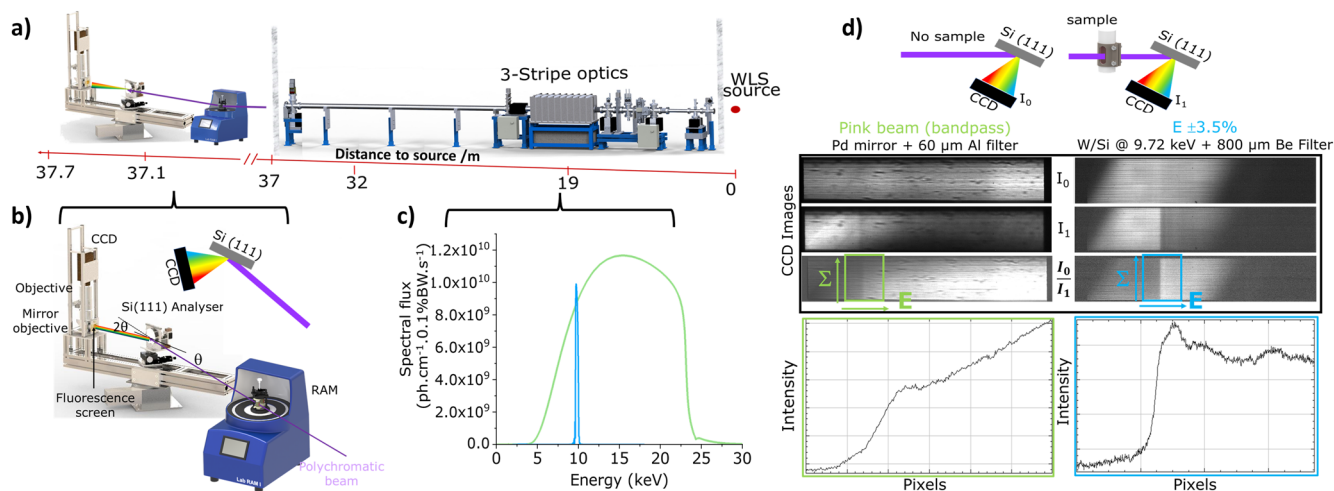 a)
3-Stripe optics
WLS
source
Distance to source /m
37.7
37.1
37
32
19
0
b)
CCD
Si (111)
CCD
Objective
Si(111) Analyser
Mirror
objective
2θ
θ
RAM
Fluorescence
screen
Polychromatic
beam
Lab RAM I
c)
Spectral flux
(ph.cm⁻¹.0.1%BW.s⁻¹)
1.2x10¹⁰
1.0x10¹⁰
8.0x10⁹
6.0x10⁹
4.0x10⁹
2.0x10⁹
0.0
0 5 10 15 20 25 30
Energy (keV)
d)
No sample
Si (111)
CCD
I₀
sample
Si (111)
CCD
I₁
Pink beam (bandpass)
Pd mirror + 60 µm Al filter
E ±3.5%
W/Si @ 9.72 keV + 800 µm Be Filter
CCD Images
I₀
I₁
I₀
I₁
Σ
E
Σ
E
Intensity
Pixels
Intensity
Pixels